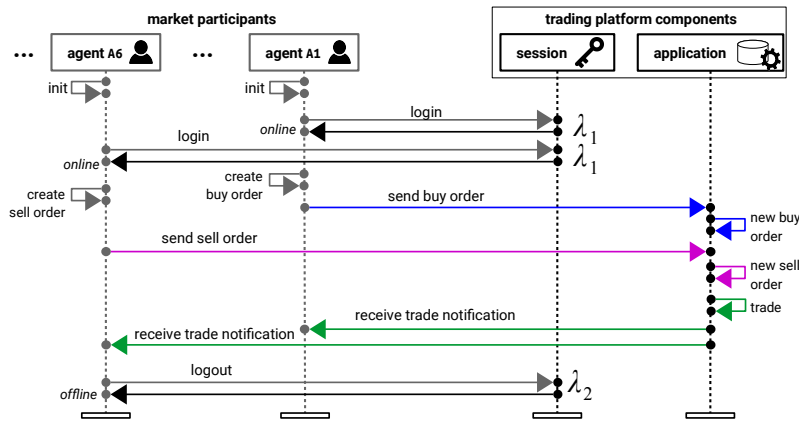 market participants
trading platform components
...
agent A6
...
agent A1
session
application
init
init
login
online
λ1
login
online
λ1
create
sell order
create
buy order
send buy order
new buy
order
send sell order
new sell
order
trade
receive trade notification
receive trade notification
logout
offline
λ2